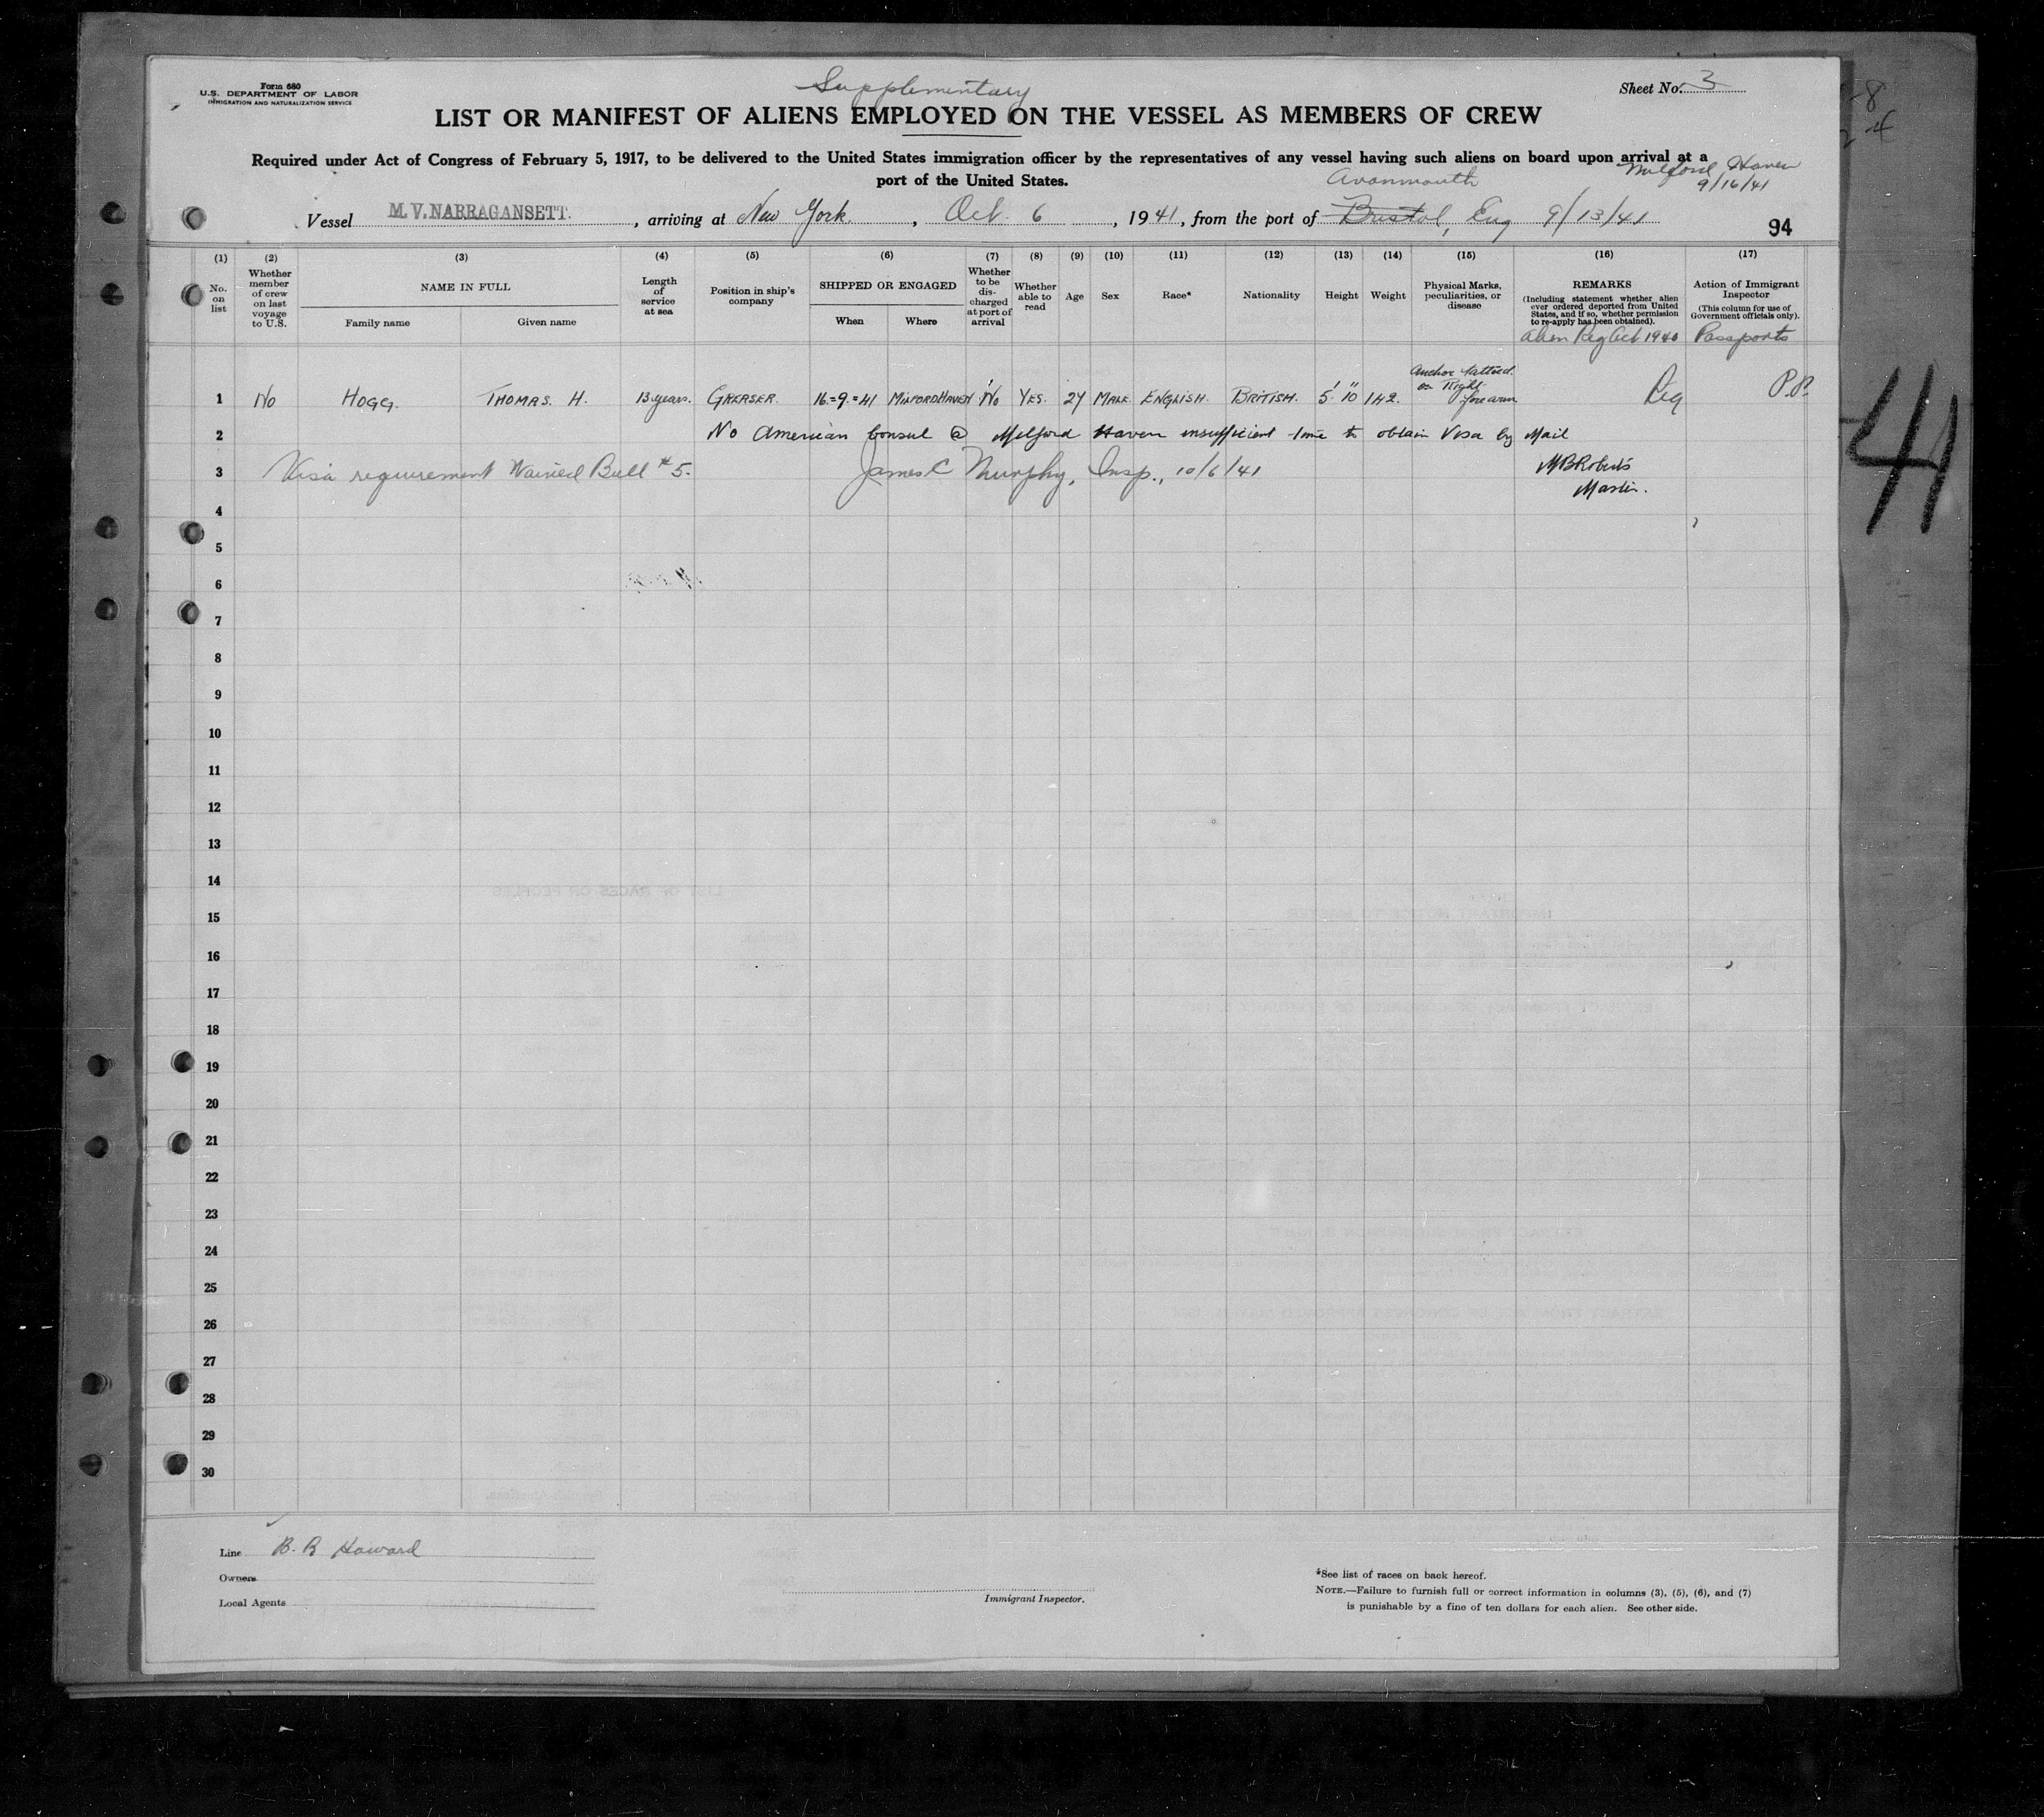 Form 680
U.S. DEPARTMENT OF LABOR
IMMIGRATION AND NATURALIZATION SERVICE
Supplementary
Sheet No. 3
LIST OR MANIFEST OF ALIENS EMPLOYED ON THE VESSEL AS MEMBERS OF CREW
Required under Act of Congress of February 5, 1917, to be delivered to the United States immigration officer by the representatives of any vessel having such aliens on board upon arrival at a
port of the United States.
Avonmouth
Milford Haven
9/16/41
Vessel M.V. NARRAGANSETT., arriving at New York, Oct. 6, 1941, from the port of Bristol, Eng 9/13/41
94
(1) (2) (3) (4) (5) (6) (7) (8) (9) (10) (11) (12) (13) (14) (15) (16) (17)
No. on list
Whether member of crew on last voyage to U.S.
NAME IN FULL
Family name
Given name
Length of service at sea
Position in ship's company
SHIPPED OR ENGAGED
When
Where
Whether to be discharged at port of arrival
Whether able to read
Age
Sex
Race*
Nationality
Height
Weight
Physical Marks, peculiarities, or disease
REMARKS
(Including statement whether alien ever ordered deported from United States, and if so, whether permission to re-apply has been obtained).
Alien Reg Act 1940
Action of Immigrant Inspector
(This column for use of Government officials only).
Passports
1 No HOGG. THOMAS. H. 13 years. GREASER. 16=9=41 MILFORD HAVEN No YES. 27 MALE ENGLISH. BRITISH. 5' 10" 142. Anchor tattoed on Right forearm Reg P.P.
2 No American Consul @ Milford Haven insufficient time to obtain Visa by Mail
3 Visa requirement Waived Bull #5. James C Murphy, Insp., 10/6/41 M B Roberts
Master.
4
5
6
7
8
9
10
11
12
13
14
15
16
17
18
19
20
21
22
23
24
25
26
27
28
29
30
41
Line B. R Howard
Owners
Local Agents
Immigrant Inspector.
*See list of races on back hereof.
NOTE.—Failure to furnish full or correct information in columns (3), (5), (6), and (7)
is punishable by a fine of ten dollars for each alien. See other side.